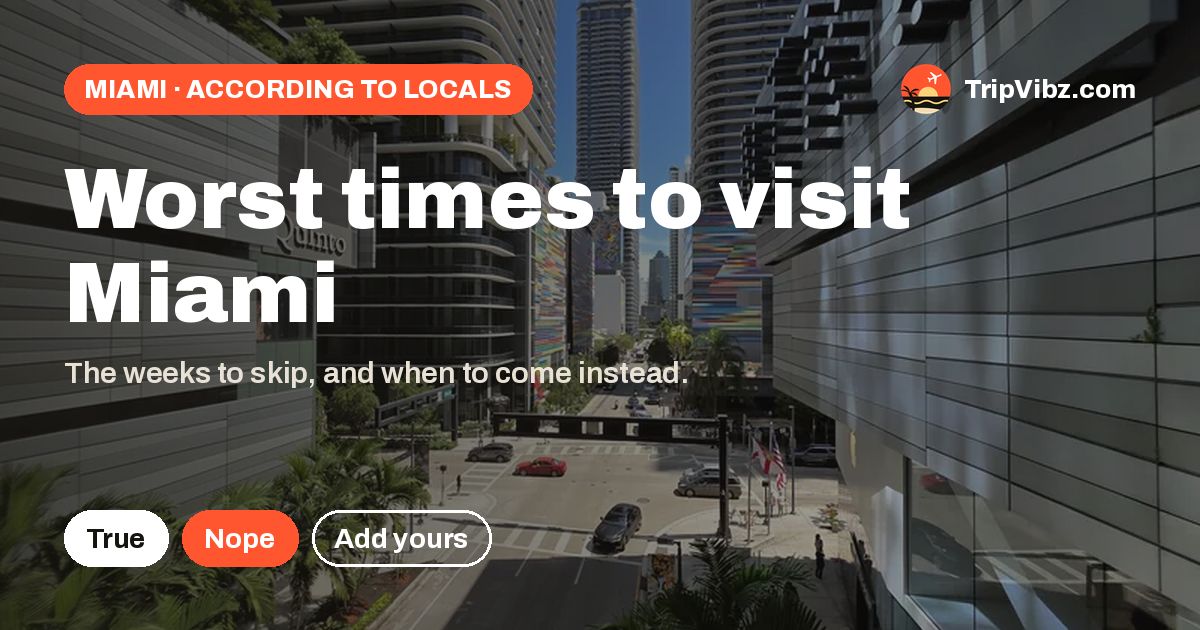 MIAMI · ACCORDING TO LOCALS
TripVibz.com
Worst times to visit
Miami
Quinto
The weeks to skip, and when to come instead.
True
Nope
Add yours